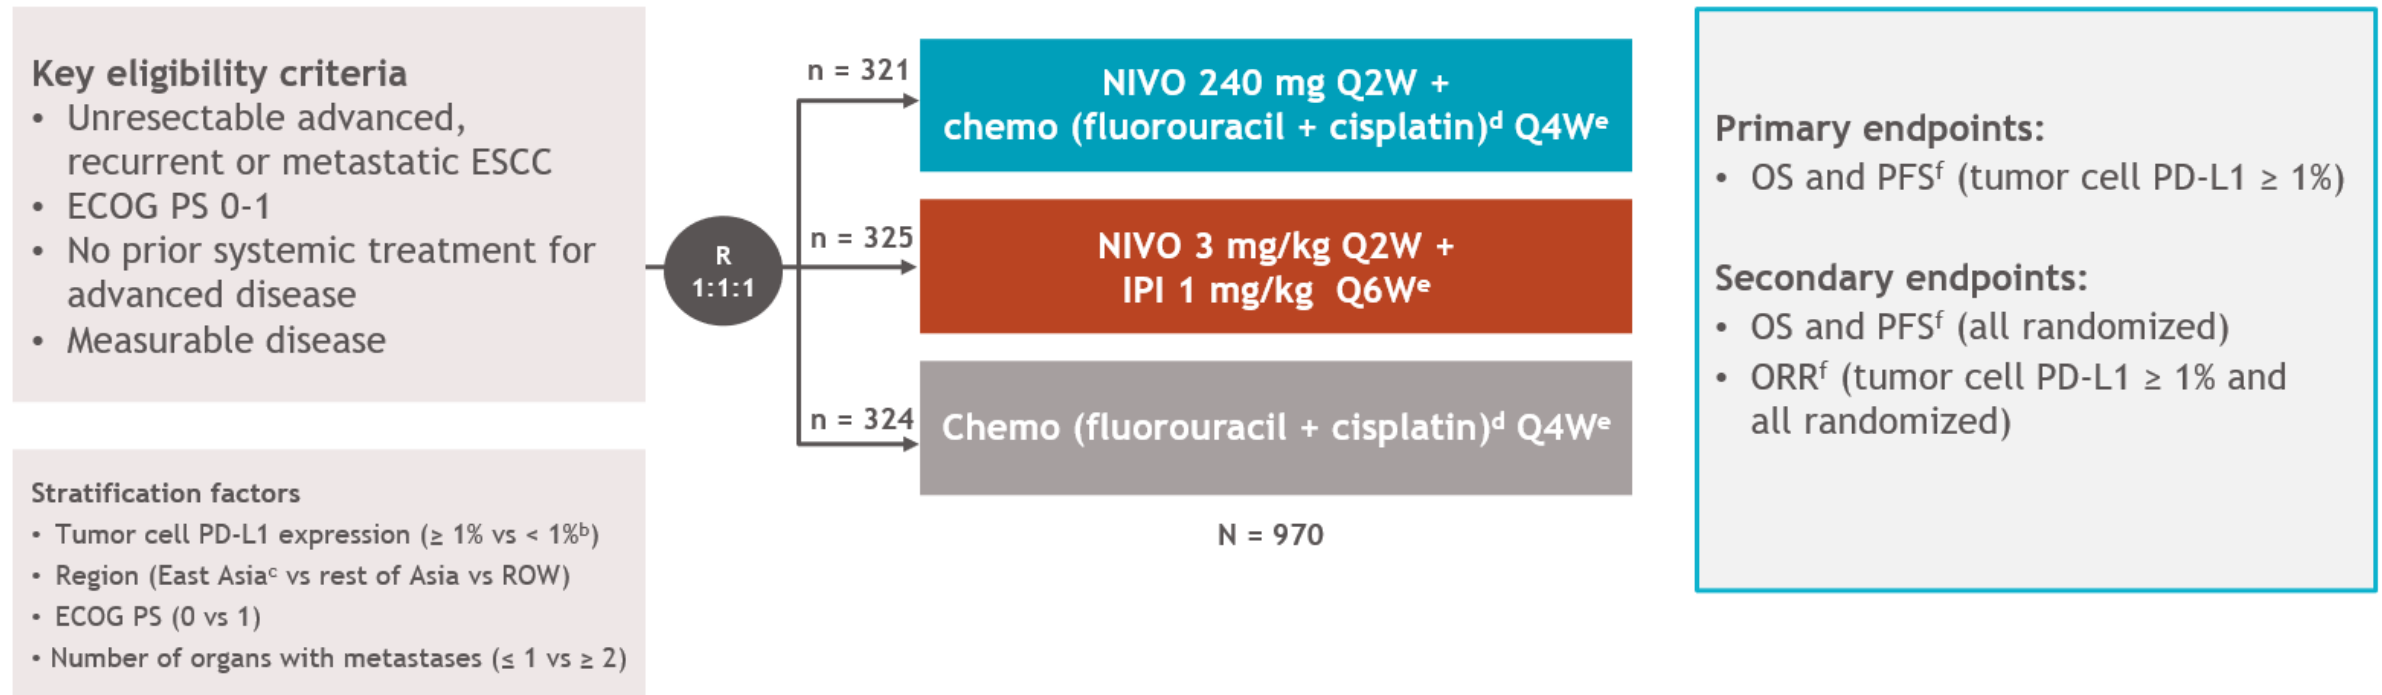 Key eligibility criteria
• Unresectable advanced,
recurrent or metastatic ESCC
• ECOG PS 0-1
• No prior systemic treatment for
advanced disease
• Measurable disease
Stratification factors
• Tumor cell PD-L1 expression (≥ 1% vs < 1%ᵇ)
• Region (East Asiaᶜ vs rest of Asia vs ROW)
• ECOG PS (0 vs 1)
• Number of organs with metastases (≤ 1 vs ≥ 2)
R
1:1:1
n = 321
NIVO 240 mg Q2W +
chemo (fluorouracil + cisplatin)ᵈ Q4Wᵉ
n = 325
NIVO 3 mg/kg Q2W +
IPI 1 mg/kg Q6Wᵉ
n = 324
Chemo (fluorouracil + cisplatin)ᵈ Q4Wᵉ
N = 970
Primary endpoints:
• OS and PFSᶠ (tumor cell PD-L1 ≥ 1%)
Secondary endpoints:
• OS and PFSᶠ (all randomized)
• ORRᶠ (tumor cell PD-L1 ≥ 1% and
all randomized)